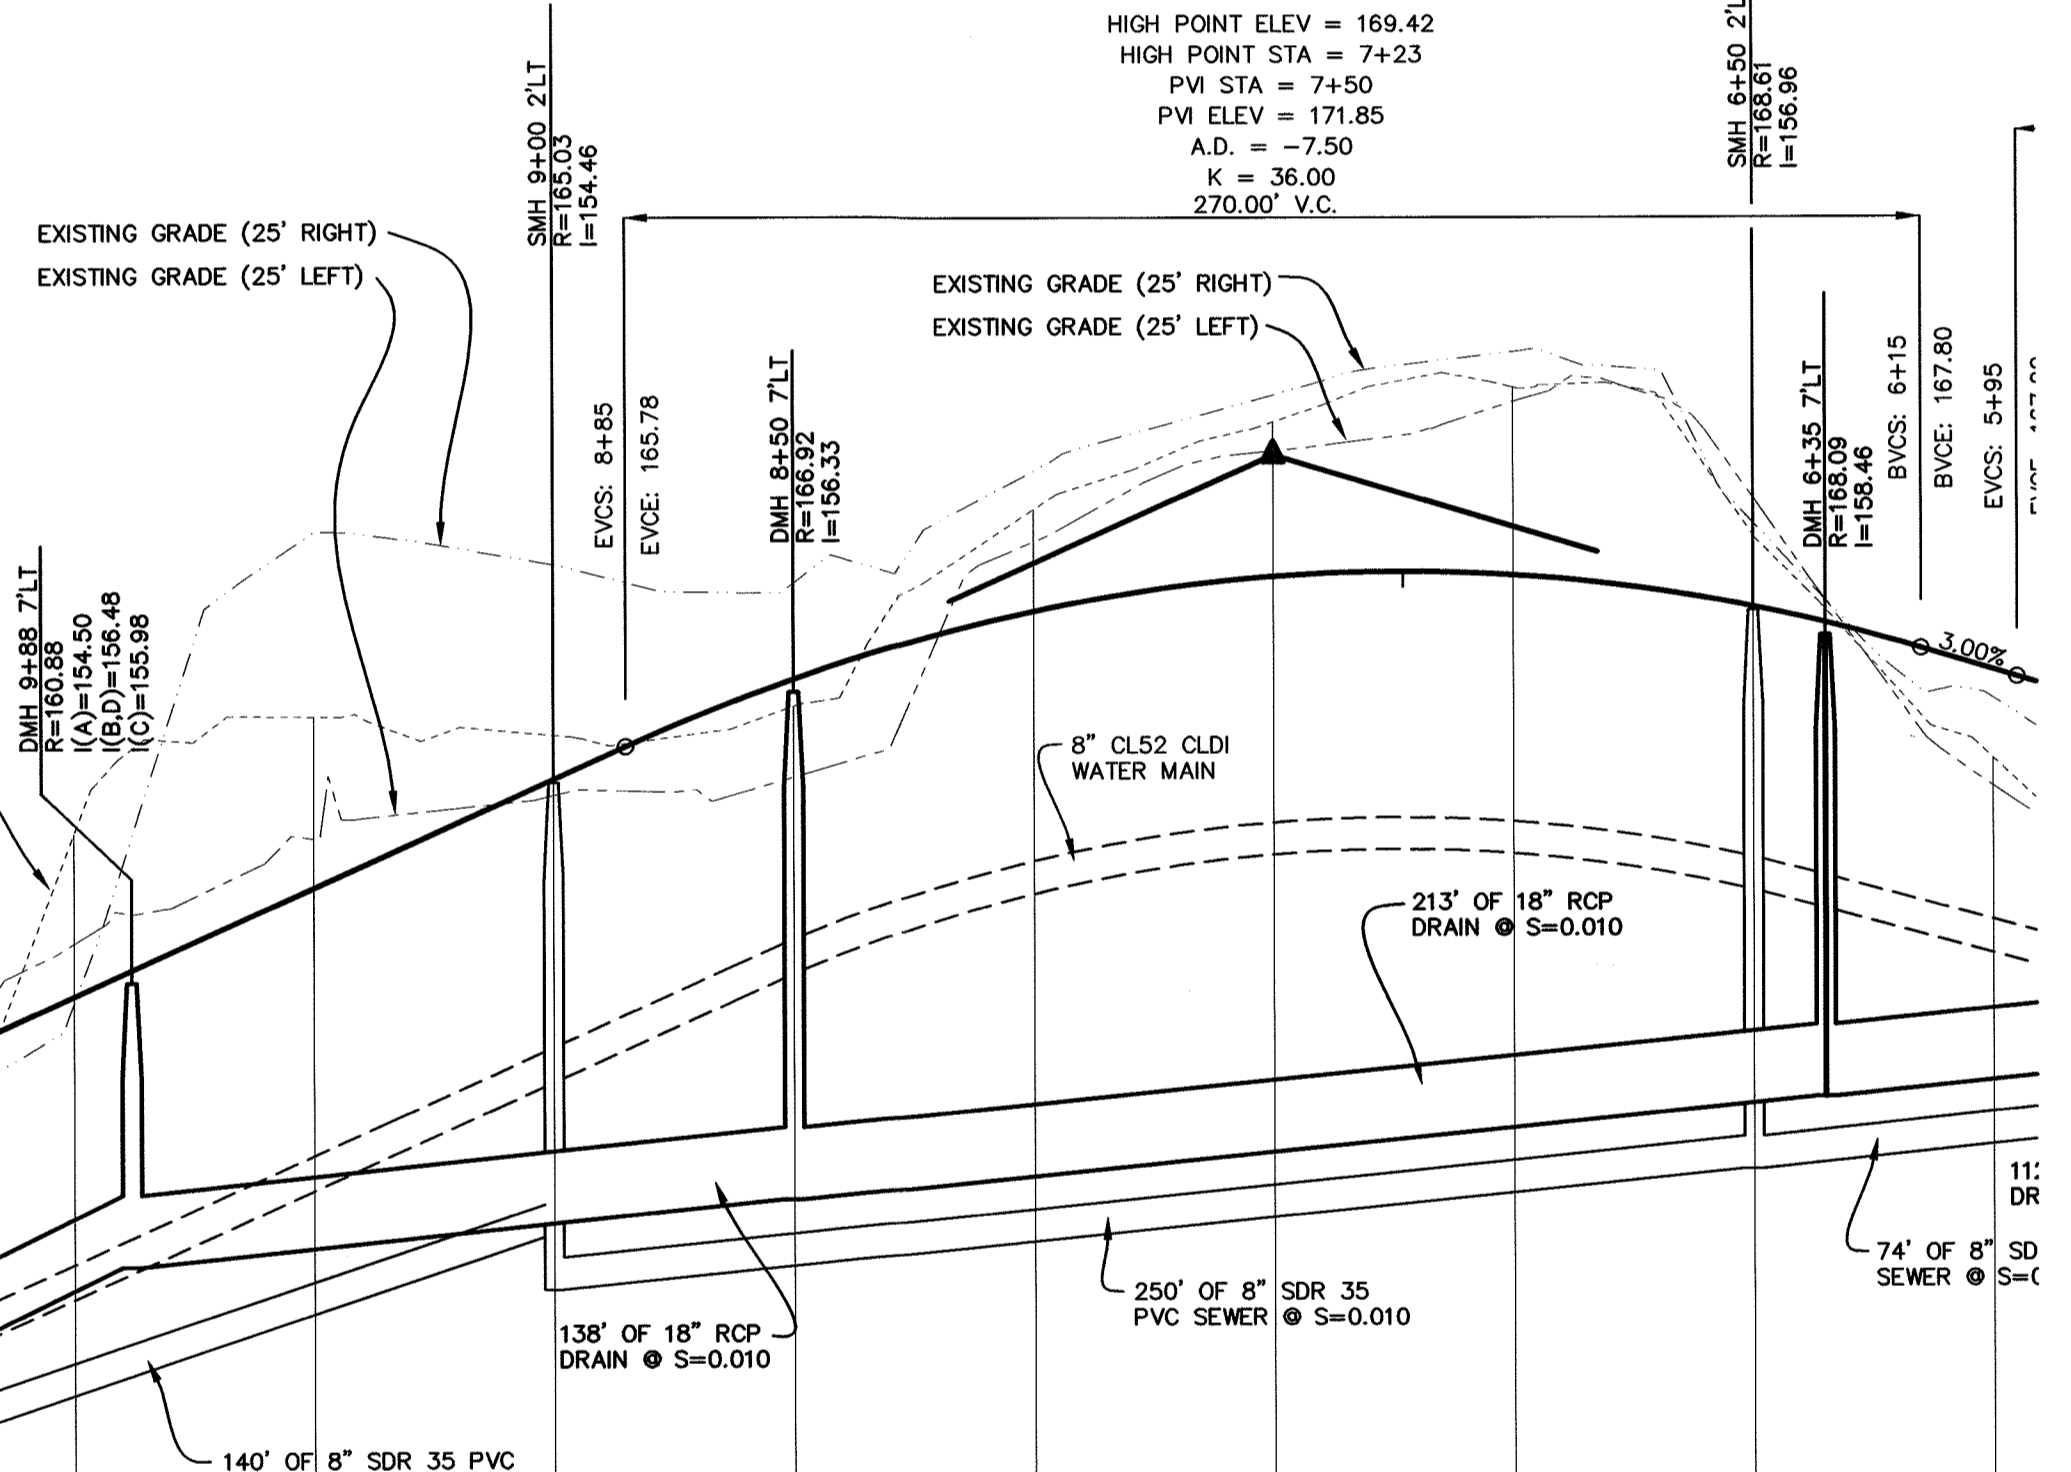 HIGH POINT ELEV = 169.42
HIGH POINT STA = 7+23
PVI STA = 7+50
PVI ELEV = 171.85
A.D. = -7.50
K = 36.00
270.00' V.C.
SMH 9+00 2'LT
R=165.03
I=154.46
SMH 6+50 2'L
R=168.61
I=156.96
EXISTING GRADE (25' RIGHT)
EXISTING GRADE (25' LEFT)
EXISTING GRADE (25' RIGHT)
EXISTING GRADE (25' LEFT)
EVCS: 8+85
EVCE: 165.78
DMH 8+50 7'LT
R=166.92
I=156.33
DMH 6+35 7'LT
R=168.09
I=158.46
BVCS: 6+15
BVCE: 167.80
EVCS: 5+95
DMH 9+88 7'LT
R=160.88
I(A)=154.50
I(B,D)=156.48
I(C)=155.98
3.00%
8" CL52 CLDI
WATER MAIN
213' OF 18" RCP
DRAIN @ S=0.010
11
DR
74' OF 8" SD
SEWER @ S=
250' OF 8" SDR 35
PVC SEWER @ S=0.010
138' OF 18" RCP
DRAIN @ S=0.010
140' OF 8" SDR 35 PVC